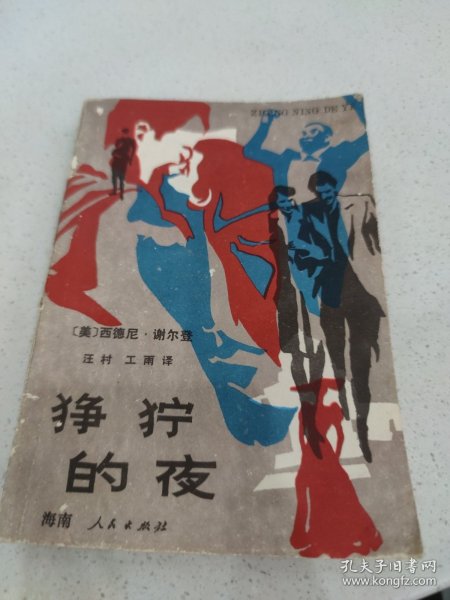 ZHENG NING DE YE
〔美〕西德尼·谢尔登
汪村 工雨译
狰狞
的夜
海南 人民出版社
孔夫子旧书网
www.kongfz.com